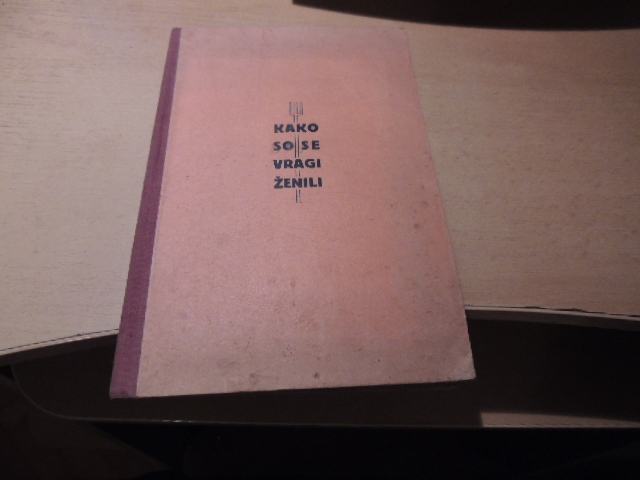 KAKO
SO SE
VRAGI
ŽENILI